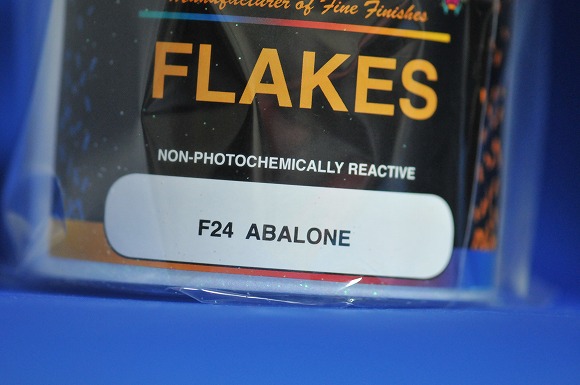 Manufacturer of Fine Finishes
FLAKES
NON-PHOTOCHEMICALLY REACTIVE
F24 ABALONE